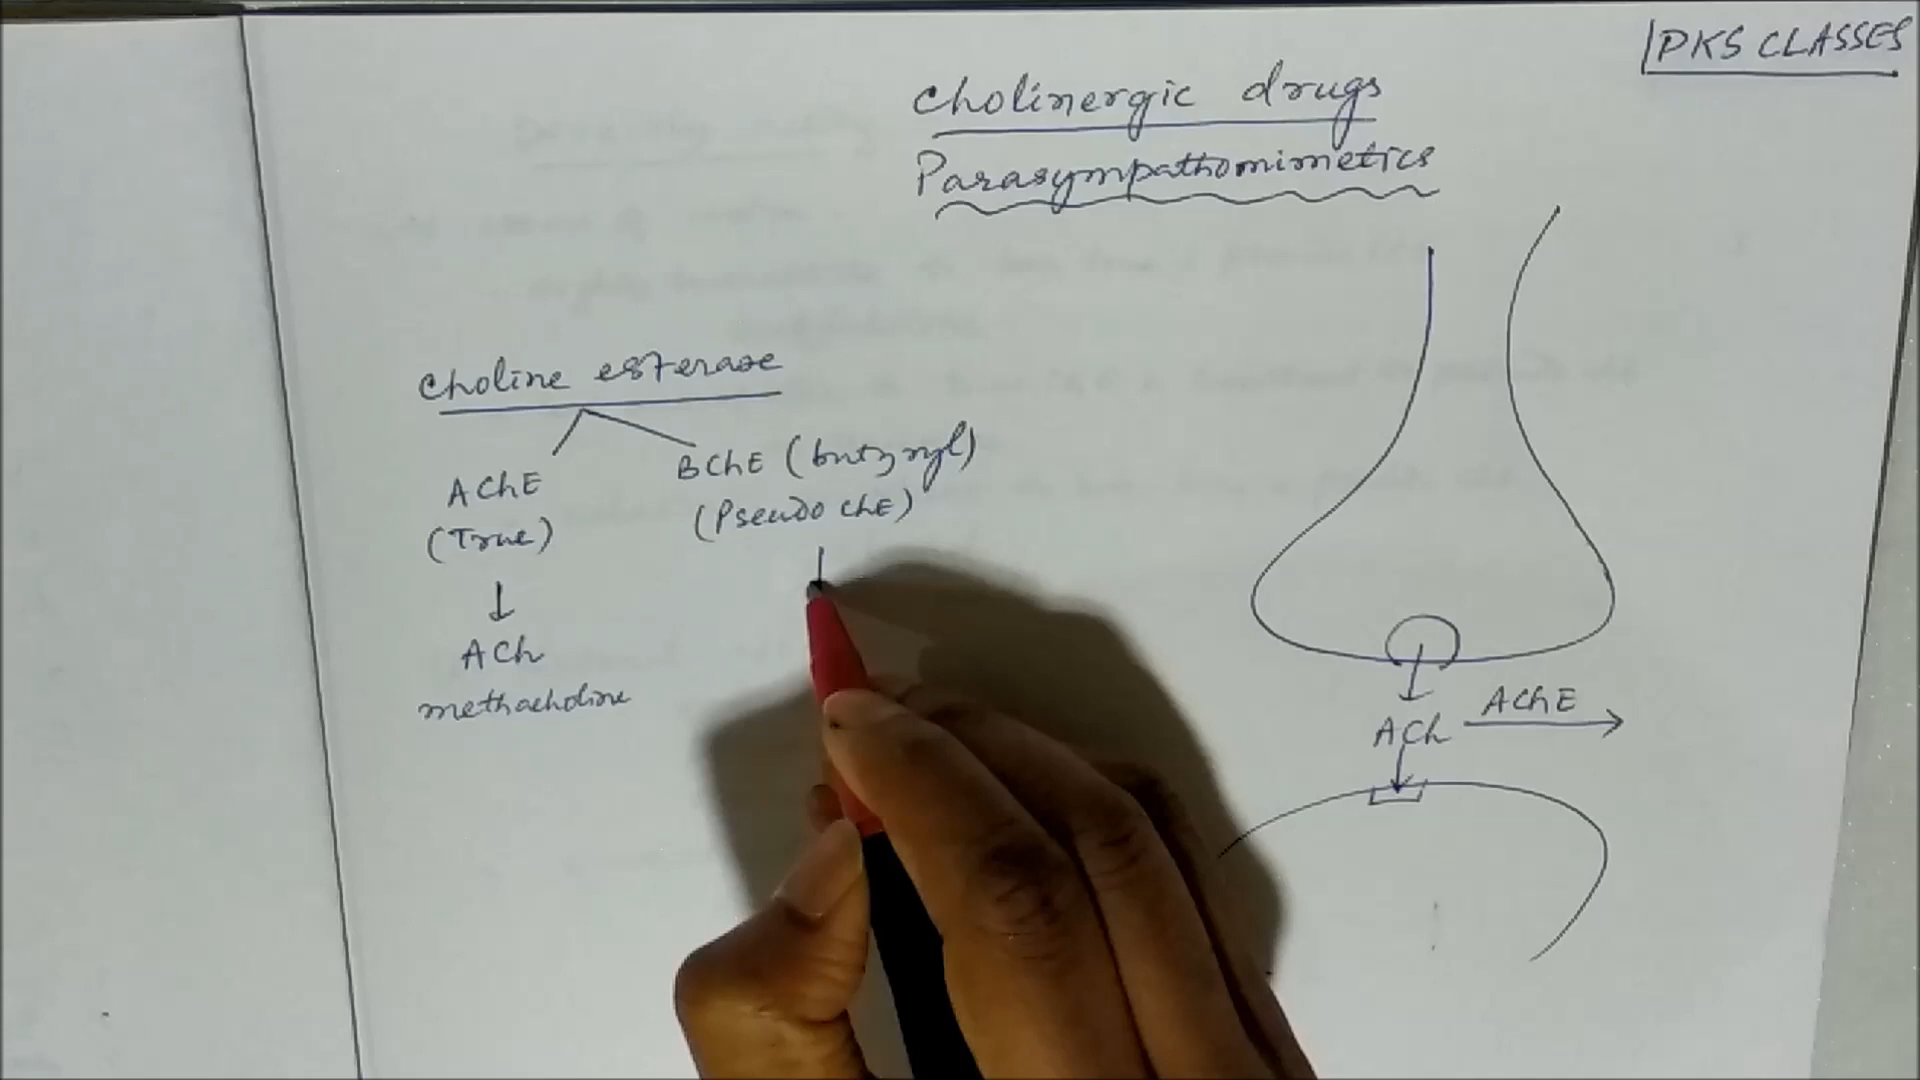 PKS CLASSES
Cholinergic drugs
Parasympathomimetics
Choline esterase
AChE
(True)
ACh
methacholine
BChE (butyryl)
(Pseudo ChE)
ACh
AChE